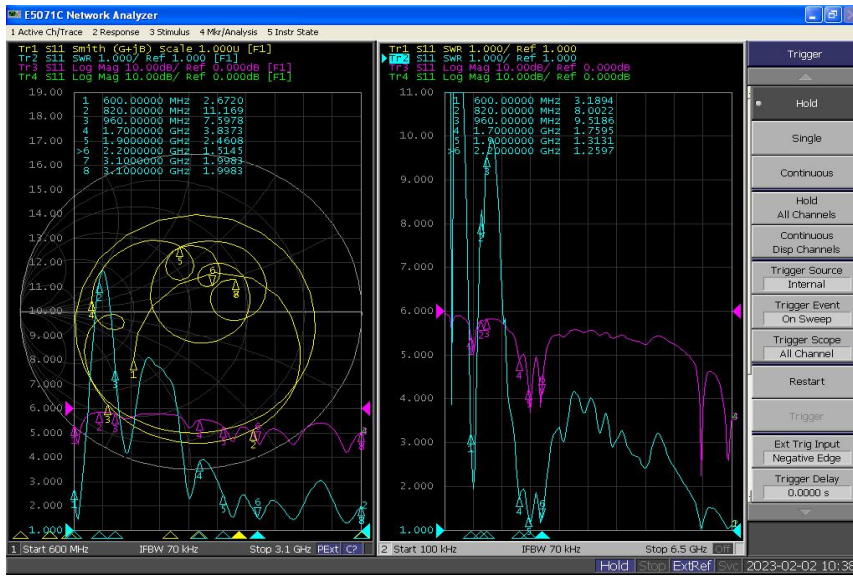 E5071C Network Analyzer
1 Active Ch/Trace 2 Response 3 Stimulus 4 Mkr/Analysis 5 Instr State
Tr1 S11 Smith (G+jB) Scale 1.000U [F1]
Tr2 S11 SWR 1.000/ Ref 1.000 [F1]
Tr3 S11 Log Mag 10.00dB/ Ref 0.000dB [F1]
Tr4 S11 Log Mag 10.00dB/ Ref 0.000dB [F1]
19.00
18.00
17.00
16.00
15.00
14.00
13.00
12.00
11.00
10.00
9.000
8.000
7.000
6.000
5.000
4.000
3.000
2.000
1.000
1 600.00000 MHz 2.6720
2 820.00000 MHz 11.169
3 960.00000 MHz 7.5978
4 1.7000000 GHz 3.8373
5 1.9000000 GHz 2.4608
>6 2.2000000 GHz 1.5145
7 3.1000000 GHz 1.9983
8 3.1000000 GHz 1.9983
1 Start 600 MHz IFBW 70 kHz Stop 3.1 GHz PExt C?
Tr1 S11 SWR 1.000/ Ref 1.000
Tr2 S11 SWR 1.000/ Ref 1.000
Tr3 S11 Log Mag 10.00dB/ Ref 0.000dB
Tr4 S11 Log Mag 10.00dB/ Ref 0.000dB
11.00
9.000
8.000
7.000
6.000
5.000
4.000
3.000
2.000
1.000
1 600.00000 MHz 3.1894
2 820.00000 MHz 8.0022
3 960.00000 MHz 9.5186
4 1.7000000 GHz 1.7595
5 1.9000000 GHz 1.3131
>6 2.2000000 GHz 1.2597
2 Start 100 kHz IFBW 70 kHz Stop 6.5 GHz Off
Trigger
Hold
Single
Continuous
Hold
All Channels
Continuous
Disp Channels
Trigger Source
Internal
Trigger Event
On Sweep
Trigger Scope
All Channel
Restart
Trigger
Ext Trig Input
Negative Edge
Trigger Delay
0.0000 s
Hold Stop ExtRef Svc 2023-02-02 10:38